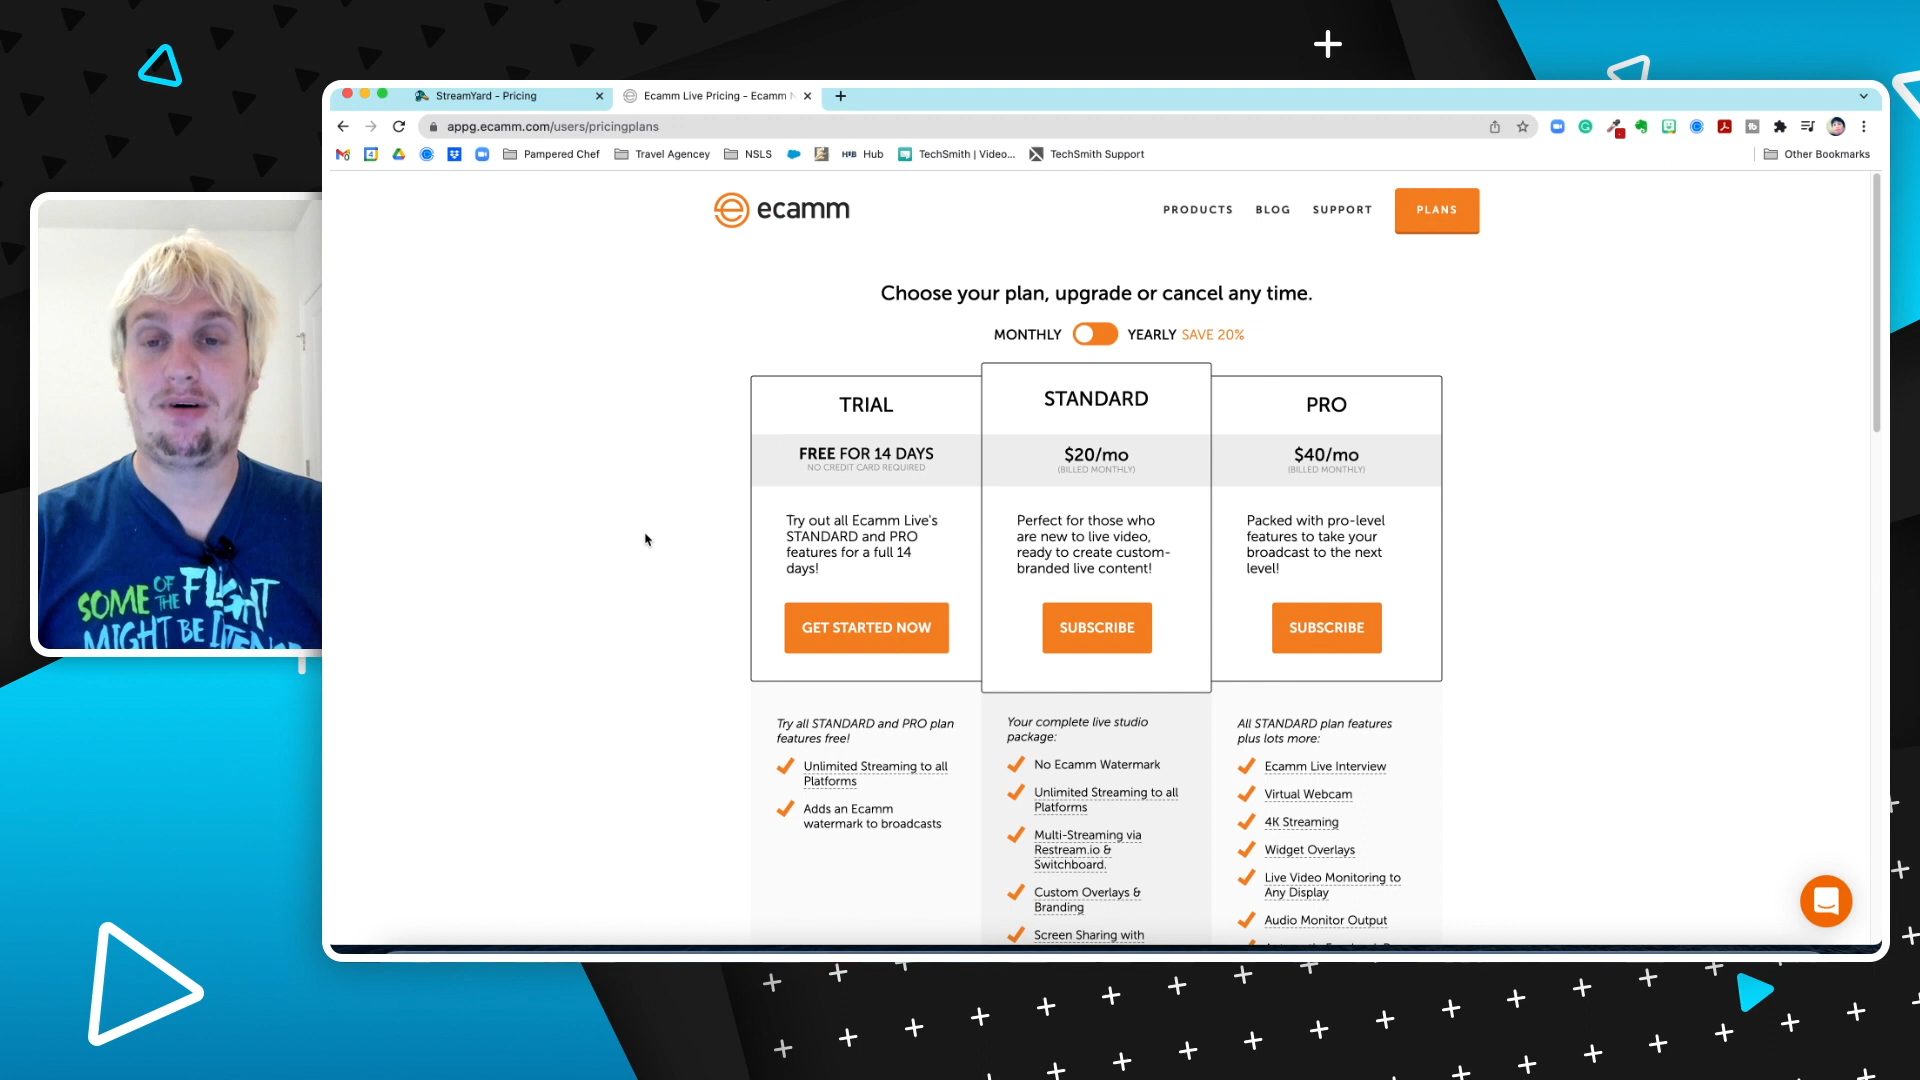 StreamYard - Pricing
Ecamm Live Pricing - Ecamm N
appg.ecamm.com/users/pricingplans
Pampered Chef
Travel Agencey
NSLS
HB Hub
TechSmith | Video...
TechSmith Support
Other Bookmarks
ecamm
PRODUCTS
BLOG
SUPPORT
PLANS
Choose your plan, upgrade or cancel any time.
MONTHLY
YEARLY SAVE 20%
TRIAL
FREE FOR 14 DAYS
NO CREDIT CARD REQUIRED
Try out all Ecamm Live's
STANDARD and PRO
features for a full 14
days!
GET STARTED NOW
Try all STANDARD and PRO plan
features free!
Unlimited Streaming to all
Platforms
Adds an Ecamm
watermark to broadcasts
STANDARD
$20/mo
(BILLED MONTHLY)
Perfect for those who
are new to live video,
ready to create custom-
branded live content!
SUBSCRIBE
Your complete live studio
package:
No Ecamm Watermark
Unlimited Streaming to all
Platforms
Multi-Streaming via
Restream.io &
Switchboard.
Custom Overlays &
Branding
Screen Sharing with
PRO
$40/mo
(BILLED MONTHLY)
Packed with pro-level
features to take your
broadcast to the next
level!
SUBSCRIBE
All STANDARD plan features
plus lots more:
Ecamm Live Interview
Virtual Webcam
4K Streaming
Widget Overlays
Live Video Monitoring to
Any Display
Audio Monitor Output
SOME OF THE FLIGHT
MIGHT BE